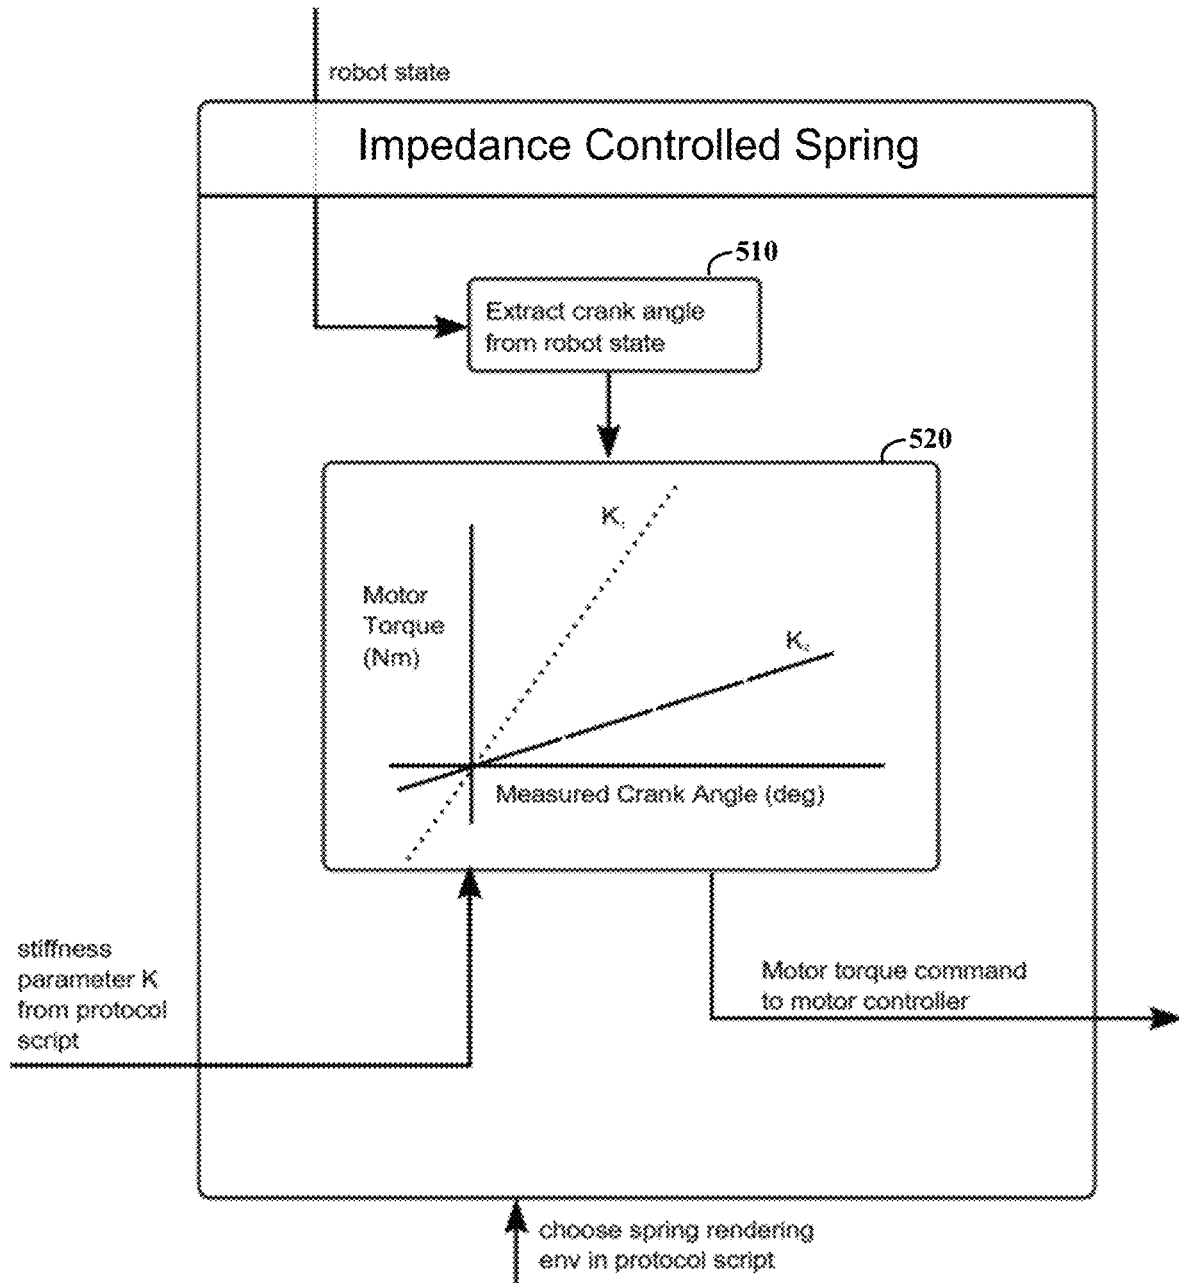 robot state
Impedance Controlled Spring
510
Extract crank angle
from robot state
520
K₁
Motor
Torque
(Nm)
K₂
Measured Crank Angle (deg)
stiffness
parameter K
from protocol
script
Motor torque command
to motor controller
choose spring rendering
env in protocol script